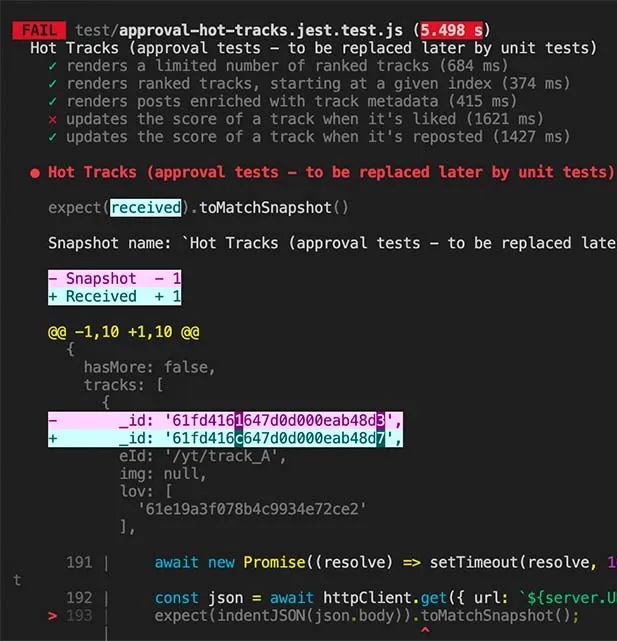 FAIL test/approval-hot-tracks.jest.test.js (5.498 s)
Hot Tracks (approval tests - to be replaced later by unit tests)
✓ renders a limited number of ranked tracks (684 ms)
✓ renders ranked tracks, starting at a given index (374 ms)
✓ renders posts enriched with track metadata (415 ms)
✕ updates the score of a track when it's liked (1621 ms)
✓ updates the score of a track when it's reposted (1427 ms)
● Hot Tracks (approval tests - to be replaced later by unit tests)
expect(received).toMatchSnapshot()
Snapshot name: `Hot Tracks (approval tests - to be replaced late
- Snapshot - 1
+ Received + 1
@@ -1,10 +1,10 @@
{
hasMore: false,
tracks: [
{
- _id: '61fd4161647d0d000eab48d3',
+ _id: '61fd416c647d0d000eab48d7',
eId: '/yt/track_A',
img: null,
lov: [
'61e19a3f078b4c9934e72ce2'
],
191 | await new Promise((resolve) => setTimeout(resolve, 1
t
192 | const json = await httpClient.get({ url: `${server.U
> 193 | expect(indentJSON(json.body)).toMatchSnapshot();
| ^